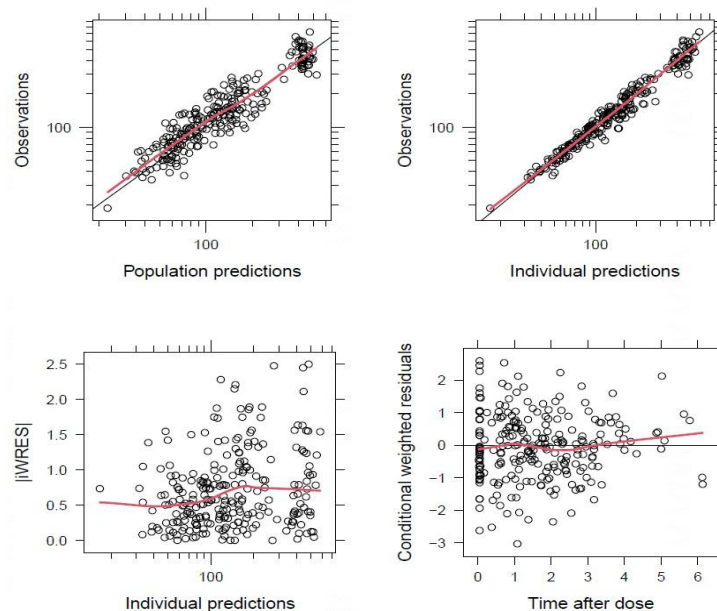 Observations
100
100
Population predictions
Observations
100
100
Individual predictions
|iWRES|
2.5
2.0
1.5
1.0
0.5
0.0
100
Individual predictions
Conditional weighted residuals
2
1
0
-1
-2
-3
0 1 2 3 4 5 6
Time after dose